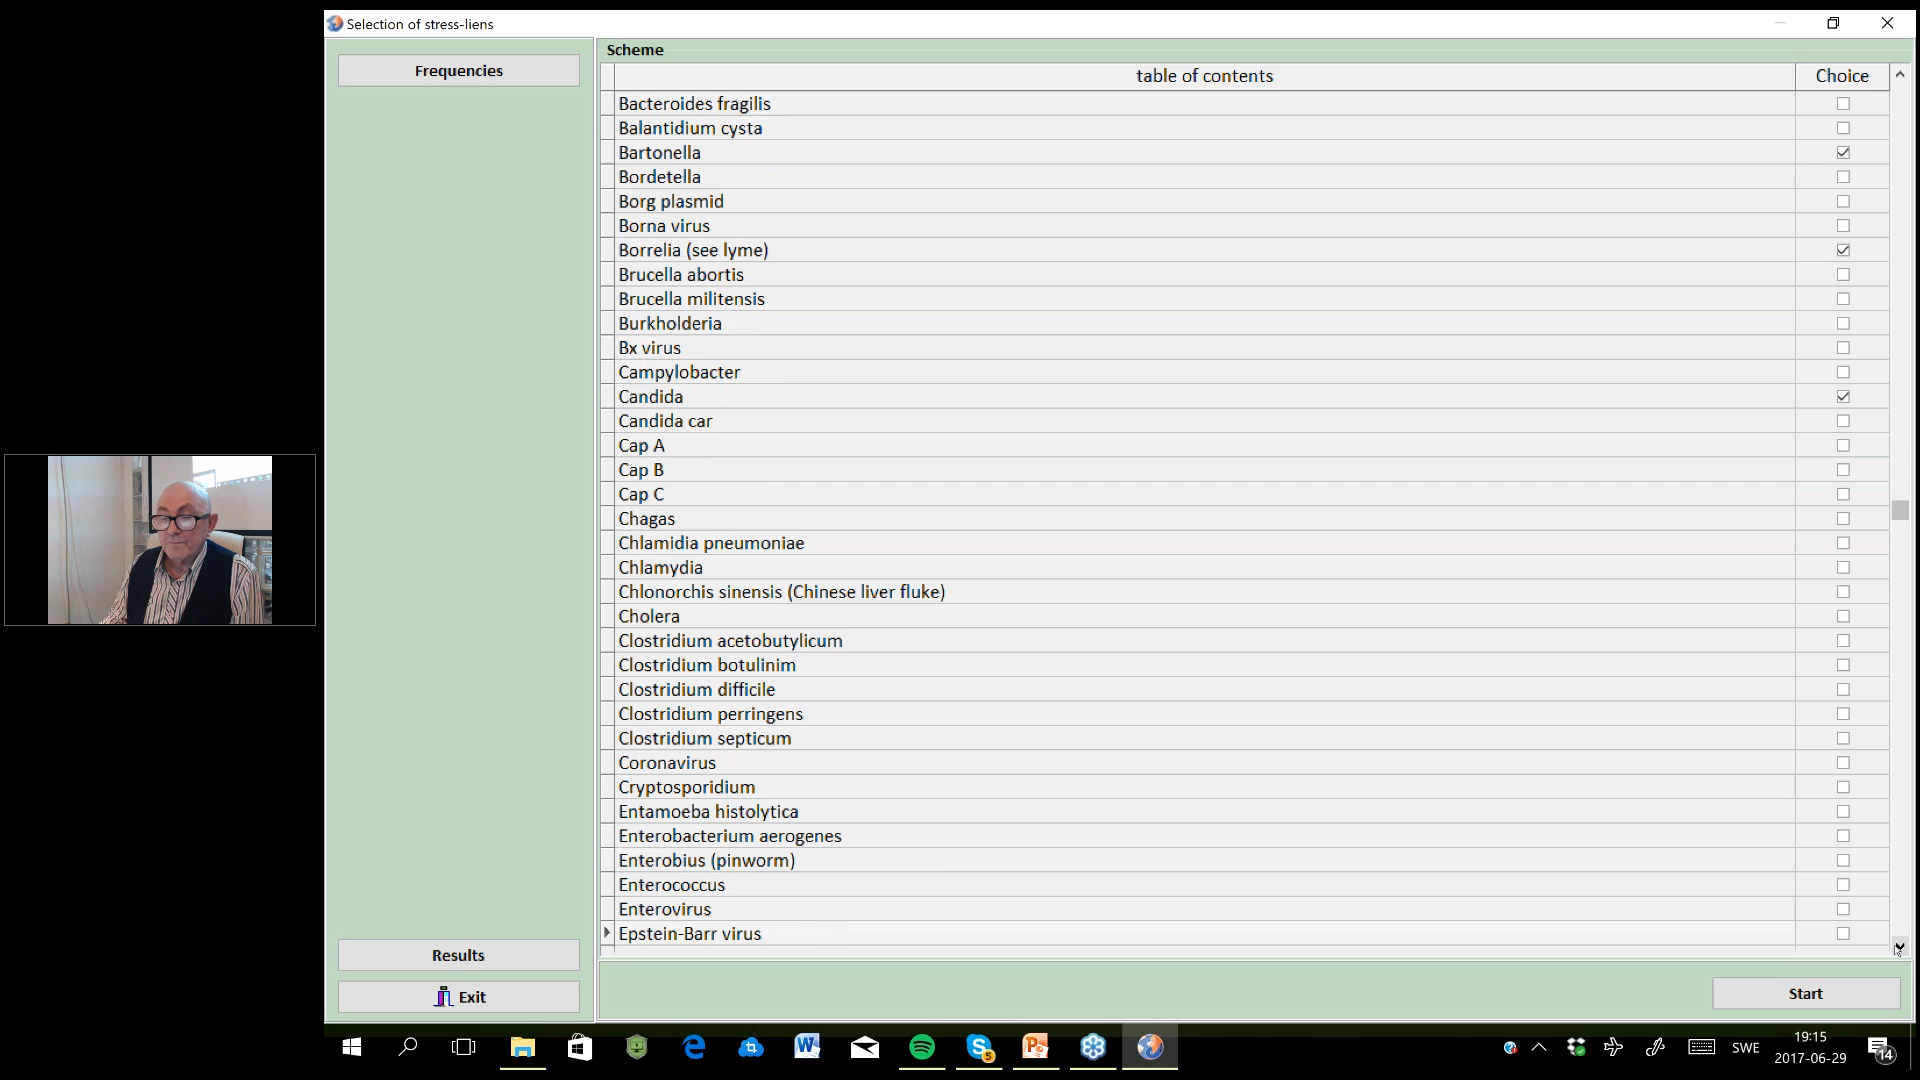 Selection of stress-liens
Frequencies
Scheme
table of contents
Choice
Bacteroides fragilis
Balantidium cysta
Bartonella
Bordetella
Borg plasmid
Borna virus
Borrelia (see lyme)
Brucella abortis
Brucella militensis
Burkholderia
Bx virus
Campylobacter
Candida
Candida car
Cap A
Cap B
Cap C
Chagas
Chlamidia pneumoniae
Chlamydia
Chlonorchis sinensis (Chinese liver fluke)
Cholera
Clostridium acetobutylicum
Clostridium botulinim
Clostridium difficile
Clostridium perringens
Clostridium septicum
Coronavirus
Cryptosporidium
Entamoeba histolytica
Enterobacterium aerogenes
Enterobius (pinworm)
Enterococcus
Enterovirus
Epstein-Barr virus
Results
Exit
Start
5
SWE
19:15
2017-06-29
14